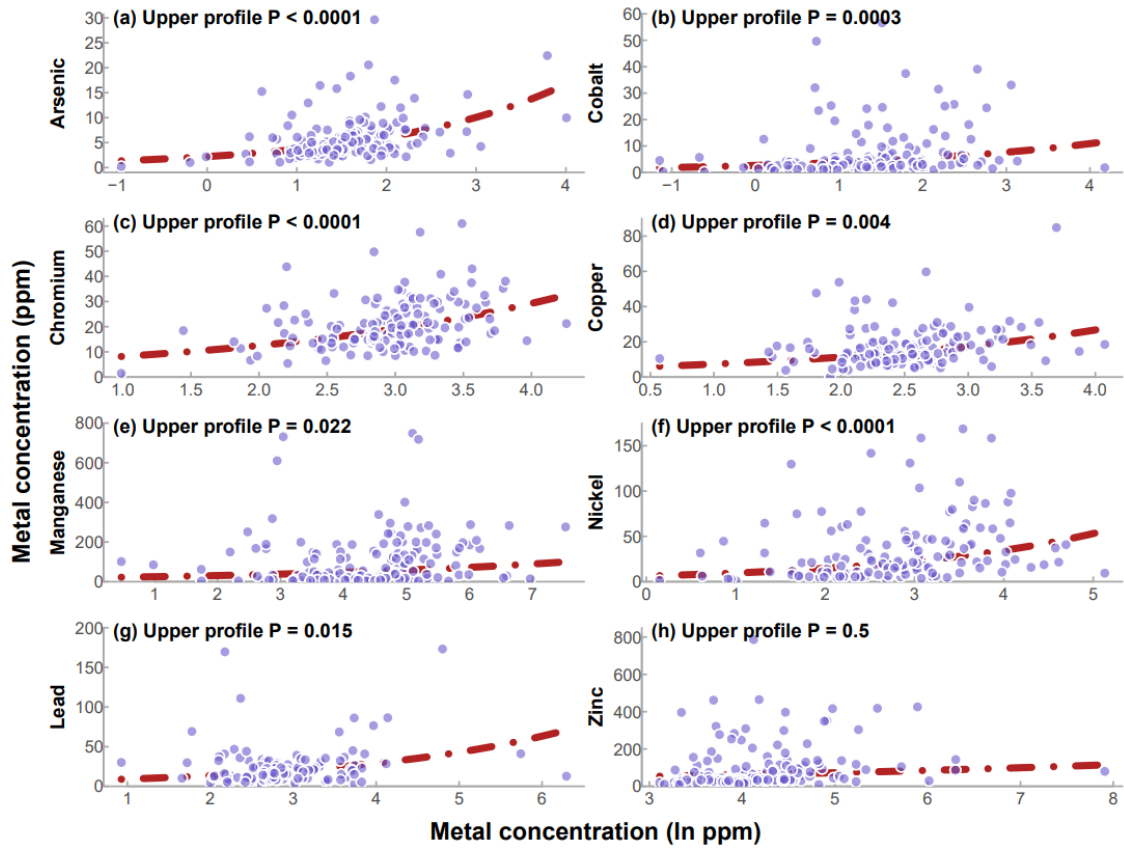 (a) Upper profile P < 0.0001
30
25
20
15
10
5
0
Arsenic
−1 0 1 2 3 4
(b) Upper profile P = 0.0003
60
50
40
30
20
10
0
Cobalt
−1 0 1 2 3 4
(c) Upper profile P < 0.0001
60
50
40
30
20
10
0
Chromium
1.0 1.5 2.0 2.5 3.0 3.5 4.0
(d) Upper profile P = 0.004
80
60
40
20
0
Copper
0.5 1.0 1.5 2.0 2.5 3.0 3.5 4.0
Metal concentration (ppm)
(e) Upper profile P = 0.022
800
600
400
200
0
Manganese
1 2 3 4 5 6 7
(f) Upper profile P < 0.0001
150
100
50
0
Nickel
0 1 2 3 4 5
(g) Upper profile P = 0.015
200
150
100
50
0
Lead
1 2 3 4 5 6
(h) Upper profile P = 0.5
800
600
400
200
0
Zinc
3 4 5 6 7 8
Metal concentration (ln ppm)